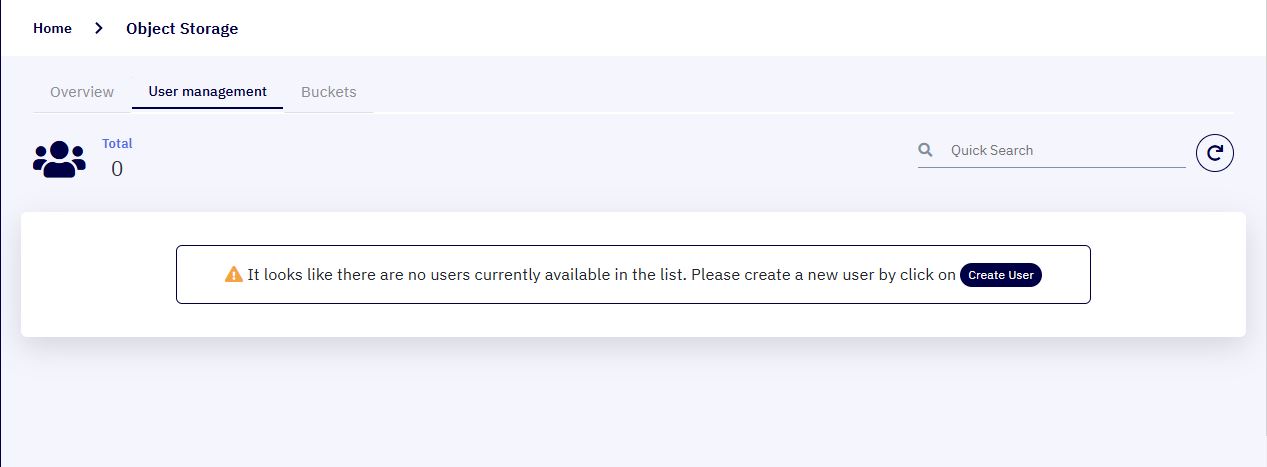 Home > Object Storage
Overview User management Buckets
Total
0
Quick Search
It looks like there are no users currently available in the list. Please create a new user by click on Create User